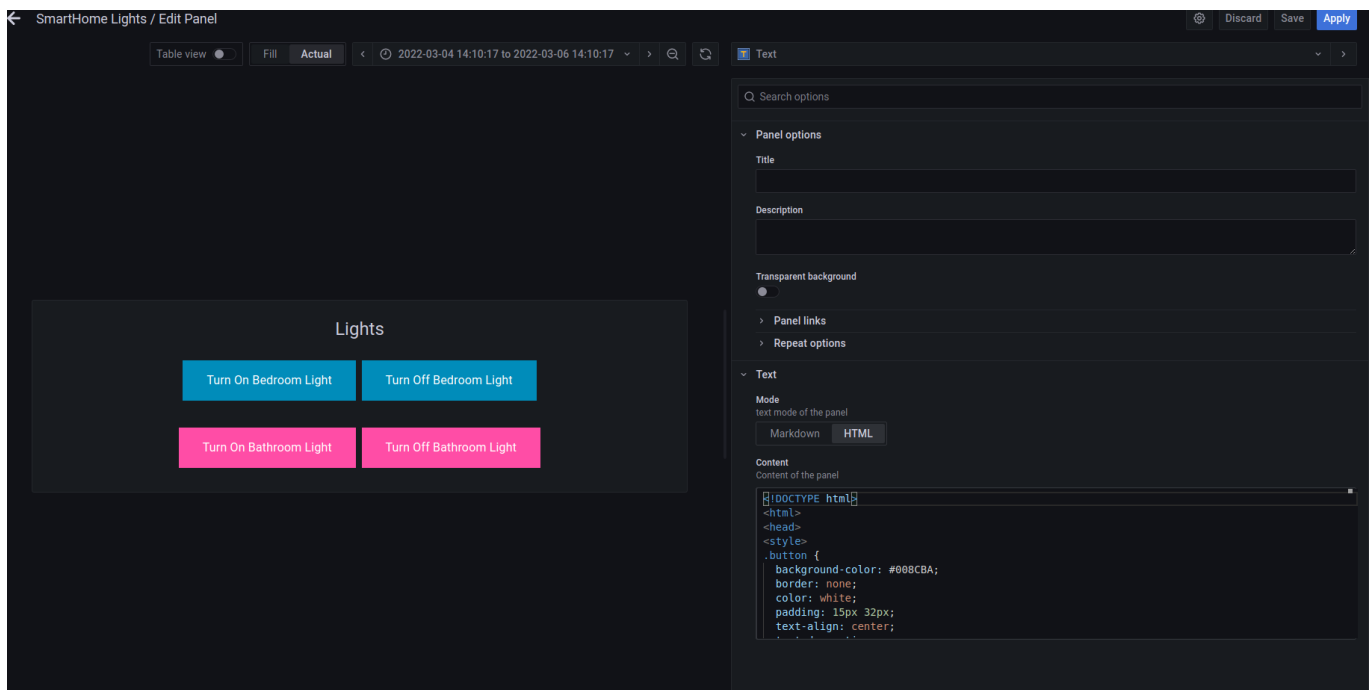 SmartHome Lights / Edit Panel
Discard Save Apply
Table view Fill Actual 2022-03-04 14:10:17 to 2022-03-06 14:10:17
T Text
Search options
Panel options
Title
Description
Transparent background
Panel links
Repeat options
Text
Mode
text mode of the panel
Markdown HTML
Content
Content of the panel
<!DOCTYPE html>
<html>
<head>
<style>
.button {
background-color: #008CBA;
border: none;
color: white;
padding: 15px 32px;
text-align: center;
Lights
Turn On Bedroom Light Turn Off Bedroom Light
Turn On Bathroom Light Turn Off Bathroom Light